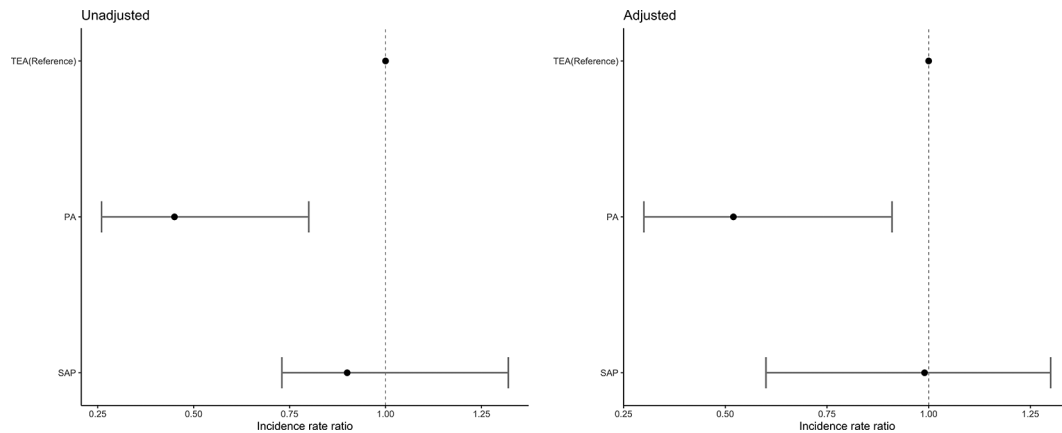 Unadjusted
TEA(Reference)
PA
SAP
0.25 0.50 0.75 1.00 1.25
Incidence rate ratio
Adjusted
TEA(Reference)
PA
SAP
0.25 0.50 0.75 1.00 1.25
Incidence rate ratio